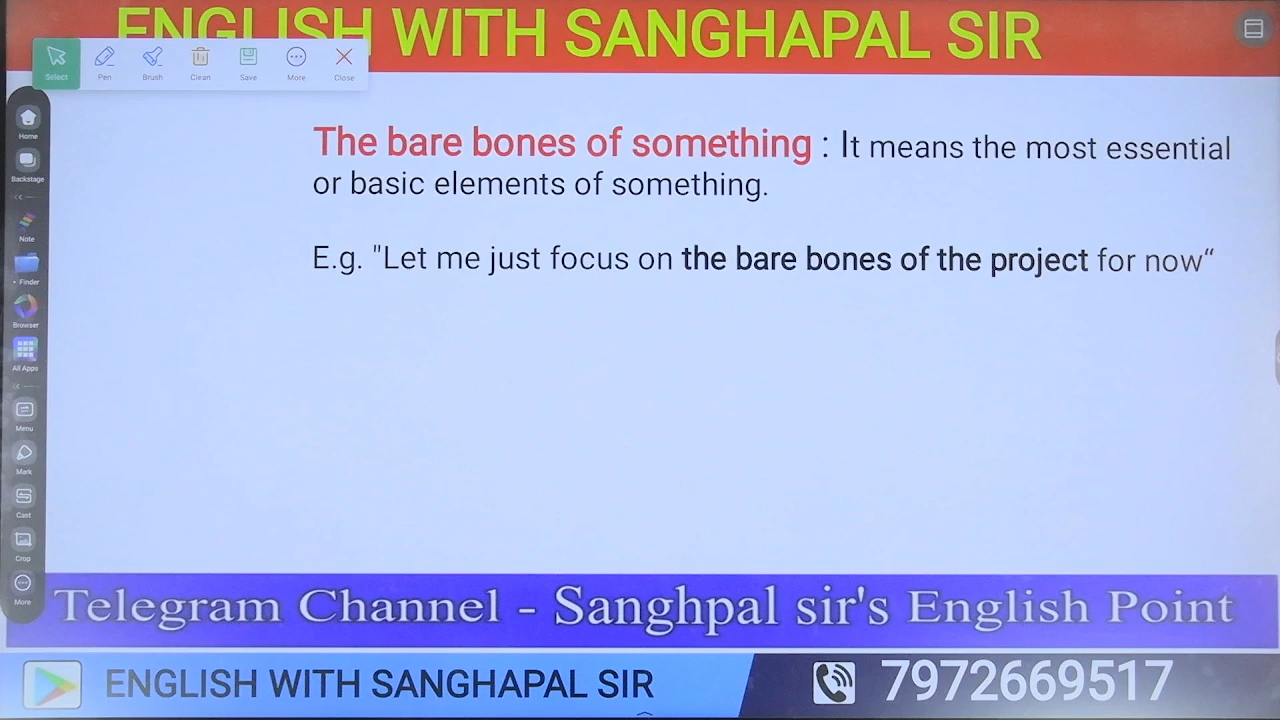 ENGLISH WITH SANGHAPAL SIR
Select Pen Brush Clean Save More Close
Home
Backstage
Note
Finder
Browser
All Apps
Menu
Mark
Cast
Crop
More
The bare bones of something : It means the most essential
or basic elements of something.
E.g. "Let me just focus on the bare bones of the project for now“
Telegram Channel - Sanghpal sir's English Point
ENGLISH WITH SANGHAPAL SIR
7972669517